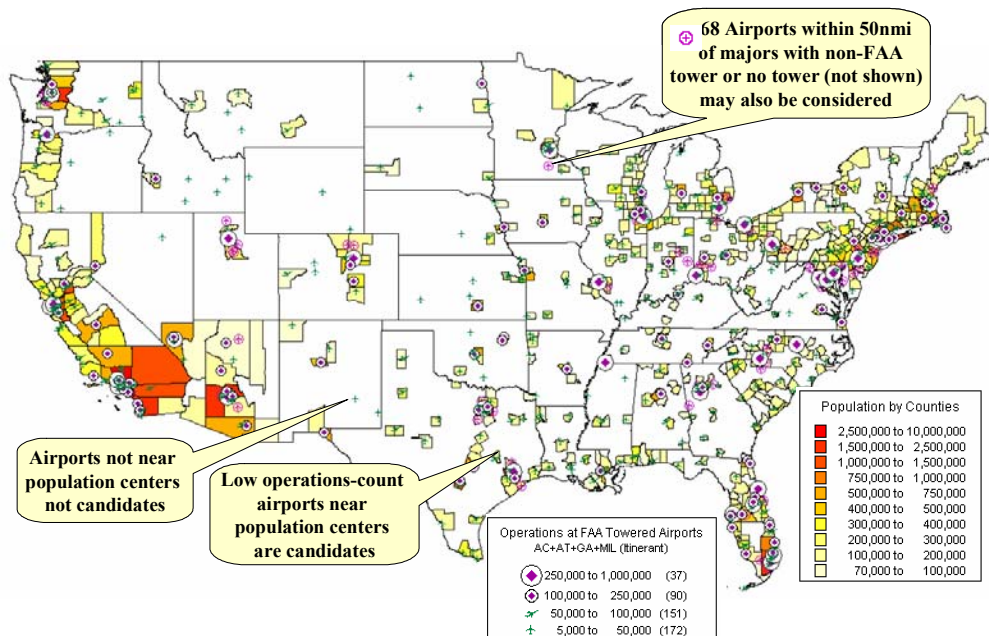 68 Airports within 50nmi
of majors with non-FAA
tower or no tower (not shown)
may also be considered
Airports not near
population centers
not candidates
Low operations-count
airports near
population centers
are candidates
Operations at FAA Towered Airports
AC+AT+GA+MIL (Itinerant)
250,000 to 1,000,000 (37)
100,000 to 250,000 (90)
50,000 to 100,000 (151)
5,000 to 50,000 (172)
Population by Counties
2,500,000 to 10,000,000
1,500,000 to 2,500,000
1,000,000 to 1,500,000
750,000 to 1,000,000
500,000 to 750,000
400,000 to 500,000
300,000 to 400,000
200,000 to 300,000
100,000 to 200,000
70,000 to 100,000